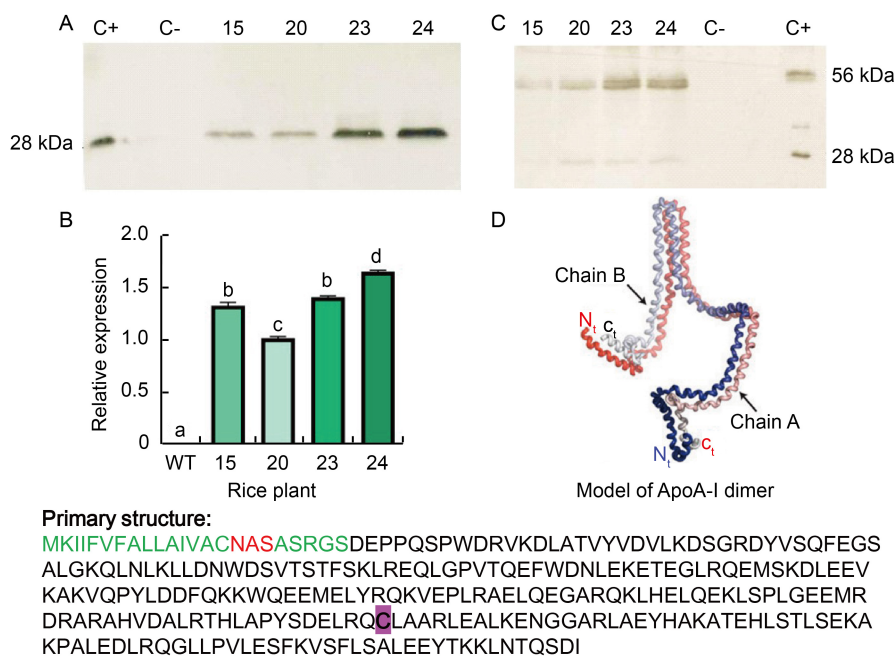 A
C+ C- 15 20 23 24
28 kDa
C
15 20 23 24 C- C+
56 kDa
28 kDa
B
Relative expression
2.0
1.5
1.0
0.5
0
a
b
c
b
d
WT 15 20 23 24
Rice plant
D
Chain B
Nt
ct
Chain A
Nt
ct
Model of ApoA-I dimer
Primary structure:
MKIIFVFALLAIVACNASASRGSDEPPQSPWDRVKDLATVYVDVLKDSGRDYVSQFEGS
ALGKQLNLKLLDNWDSVTSTFSKLREQLGPVTQEFWDNLEKETEGLRQEMSKDLEEV
KAKVQPYLDDFQKKWQEEMELYRQKVEPLRAELQEGARQKLHELQEKLSPLGEEMR
DRARAHVDALRTHLAPYSDELRQCLAARLEALKENGGARLAEYHAKATEHLSTLSEKA
KPALEDLRQGLLPVLESFKVSFLSALEEYTKKLNTQSDI